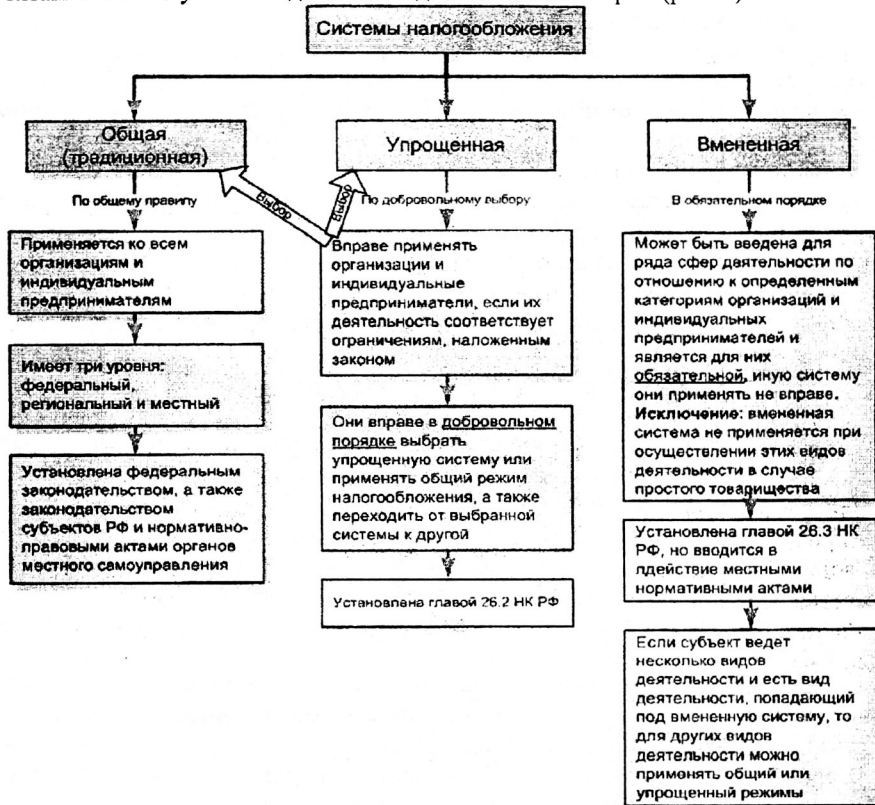 Системы налогообложения
Общая
(традиционная)
Упрощенная
Вмененная
Выбор
Выбор
По общему правилу
По добровольному выбору
В обязательном порядке
Применяется ко всем
организациям и
индивидуальным
предпринимателям
Имеет три уровня:
федеральный,
региональный и местный
Установлена федеральным
законодательством, а также
законодательством
субъектов РФ и нормативно-
правовыми актами органов
местного самоуправления
Вправе применять
организации и
индивидуальные
предприниматели, если их
деятельность соответствует
ограничениям, наложенным
законом
Они вправе в добровольном
порядке выбрать
упрощенную систему или
применять общий режим
налогообложения, а также
переходить от выбранной
системы к другой
Установлена главой 26.2 НК РФ
Может быть введена для
ряда сфер деятельности по
отношению к определенным
категориям организаций и
индивидуальных
предпринимателей и
является для них
обязательной, иную систему
они применять не вправе.
Исключение: вмененная
система не применяется при
осуществлении этих видов
деятельности в случае
простого товарищества
Установлена главой 26.3 НК
РФ, но вводится в
лдействие местными
нормативными актами
Если субъект ведет
несколько видов
деятельности и есть вид
деятельности, попадающий
под вмененную систему, то
для других видов
деятельности можно
применять общий или
упрощенный режимы